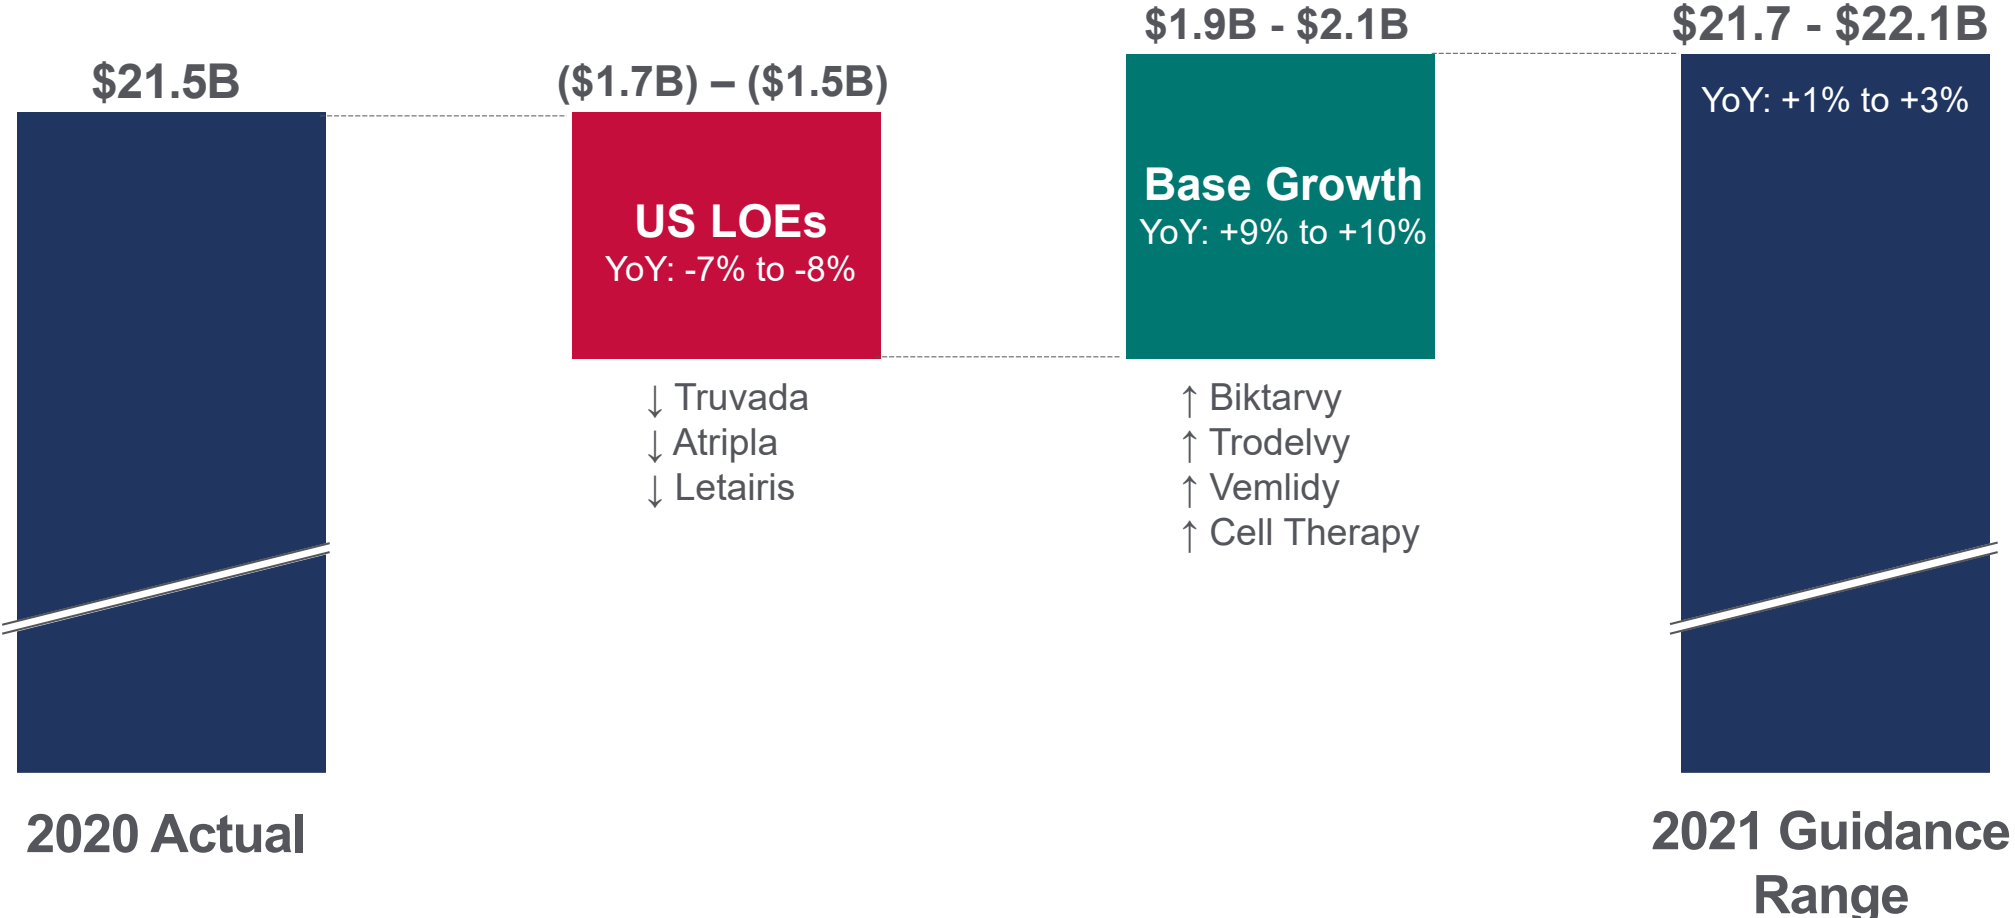 $21.5B
2020 Actual
($1.7B) – ($1.5B)
US LOEs
YoY: -7% to -8%
↓ Truvada
↓ Atripla
↓ Letairis
$1.9B - $2.1B
Base Growth
YoY: +9% to +10%
↑ Biktarvy
↑ Trodelvy
↑ Vemlidy
↑ Cell Therapy
$21.7 - $22.1B
YoY: +1% to +3%
2021 Guidance
Range